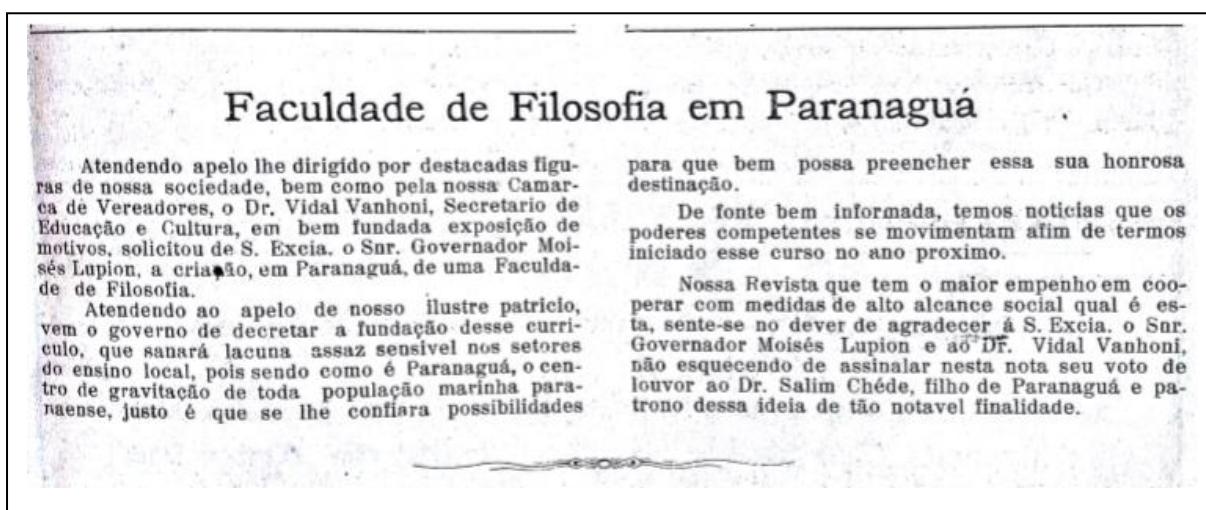 Faculdade de Filosofia em Paranaguá
Atendendo apelo lhe dirigido por destacadas figu-
ras de nossa sociedade, bem como pela nossa Camar-
ca de Vereadores, o Dr. Vidal Vanhoni, Secretario de
Educação e Cultura, em bem fundada exposição de
motivos, solicitou de S. Excia. o Snr. Governador Moi-
sés Lupion, a criação, em Paranaguá, de uma Faculda-
de de Filosofia.
Atendendo ao apelo de nosso ilustre patricio,
vem o governo de decretar a fundação desse curri-
culo, que sanará lacuna assaz sensivel nos setores
do ensino local, pois sendo como é Paranaguá, o cen-
tro de gravitação de toda população marinha para-
naense, justo é que se lhe confiara possibilidades
para que bem possa preencher essa sua honrosa
destinação.
De fonte bem informada, temos noticias que os
poderes competentes se movimentam afim de termos
iniciado esse curso no ano proximo.
Nossa Revista que tem o maior empenho em coo-
perar com medidas de alto alcance social qual é es-
ta, sente-se no dever de agradecer á S. Excia. o Snr.
Governador Moisés Lupion e ao Dr. Vidal Vanhoni,
não esquecendo de assinalar nesta nota seu voto de
louvor ao Dr. Salim Chéde, filho de Paranaguá e pa-
trono dessa ideia de tão notavel finalidade.